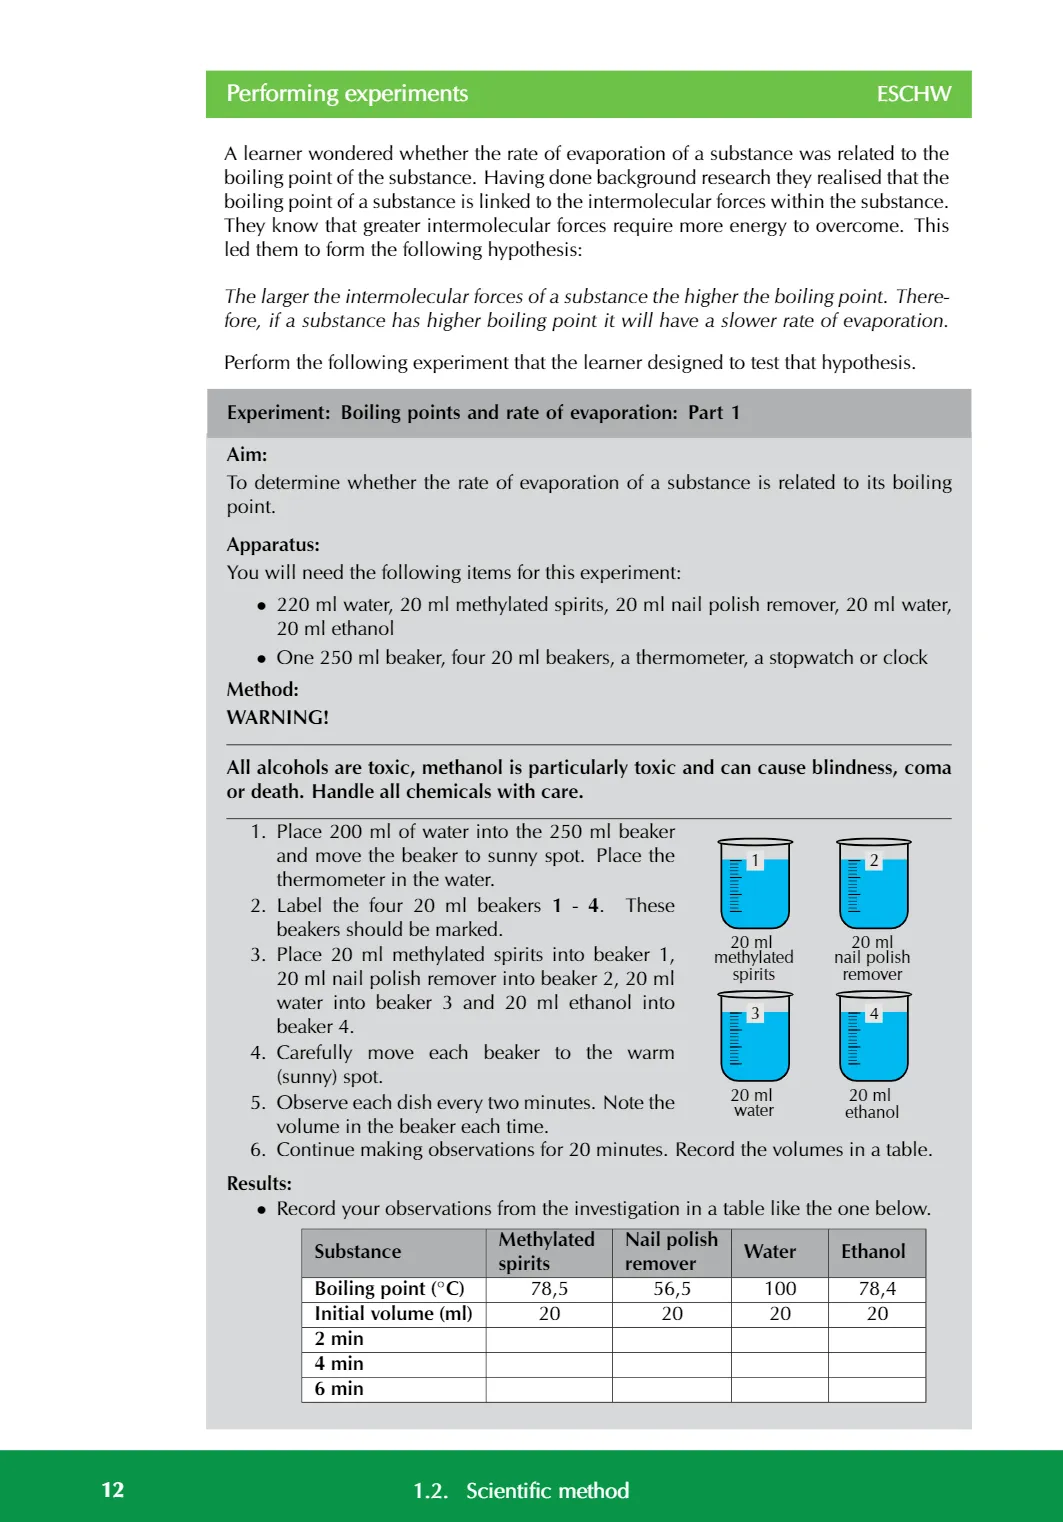 Performing experiments ESCHW
A learner wondered whether the rate of evaporation of a substance was related to the
boiling point of the substance. Having done background research they realised that the
boiling point of a substance is linked to the intermolecular forces within the substance.
They know that greater intermolecular forces require more energy to overcome. This
led them to form the following hypothesis:
The larger the intermolecular forces of a substance the higher the boiling point. There-
fore, if a substance has higher boiling point it will have a slower rate of evaporation.
Perform the following experiment that the learner designed to test that hypothesis.
Experiment: Boiling points and rate of evaporation: Part 1
Aim:
To determine whether the rate of evaporation of a substance is related to its boiling
point.
Apparatus:
You will need the following items for this experiment:
• 220 ml water, 20 ml methylated spirits, 20 ml nail polish remover, 20 ml water,
20 ml ethanol
• One 250 ml beaker, four 20 ml beakers, a thermometer, a stopwatch or clock
Method:
WARNING!
All alcohols are toxic, methanol is particularly toxic and can cause blindness, coma
or death. Handle all chemicals with care.
1. Place 200 ml of water into the 250 ml beaker
and move the beaker to sunny spot. Place the
thermometer in the water.
2. Label the four 20 ml beakers 1 - 4. These
beakers should be marked.
3. Place 20 ml methylated spirits into beaker 1,
20 ml nail polish remover into beaker 2, 20 ml
water into beaker 3 and 20 ml ethanol into
beaker 4.
4. Carefully move each beaker to the warm
(sunny) spot.
5. Observe each dish every two minutes. Note the
volume in the beaker each time.
6. Continue making observations for 20 minutes. Record the volumes in a table.
1 2
20 ml 20 ml
methylated nail polish
spirits remover
3 4
20 ml 20 ml
water ethanol
Results:
• Record your observations from the investigation in a table like the one below.
Substance Methylated spirits Nail polish remover Water Ethanol
Boiling point (°C) 78,5 56,5 100 78,4
Initial volume (ml) 20 20 20 20
2 min
4 min
6 min
12 1.2. Scientific method